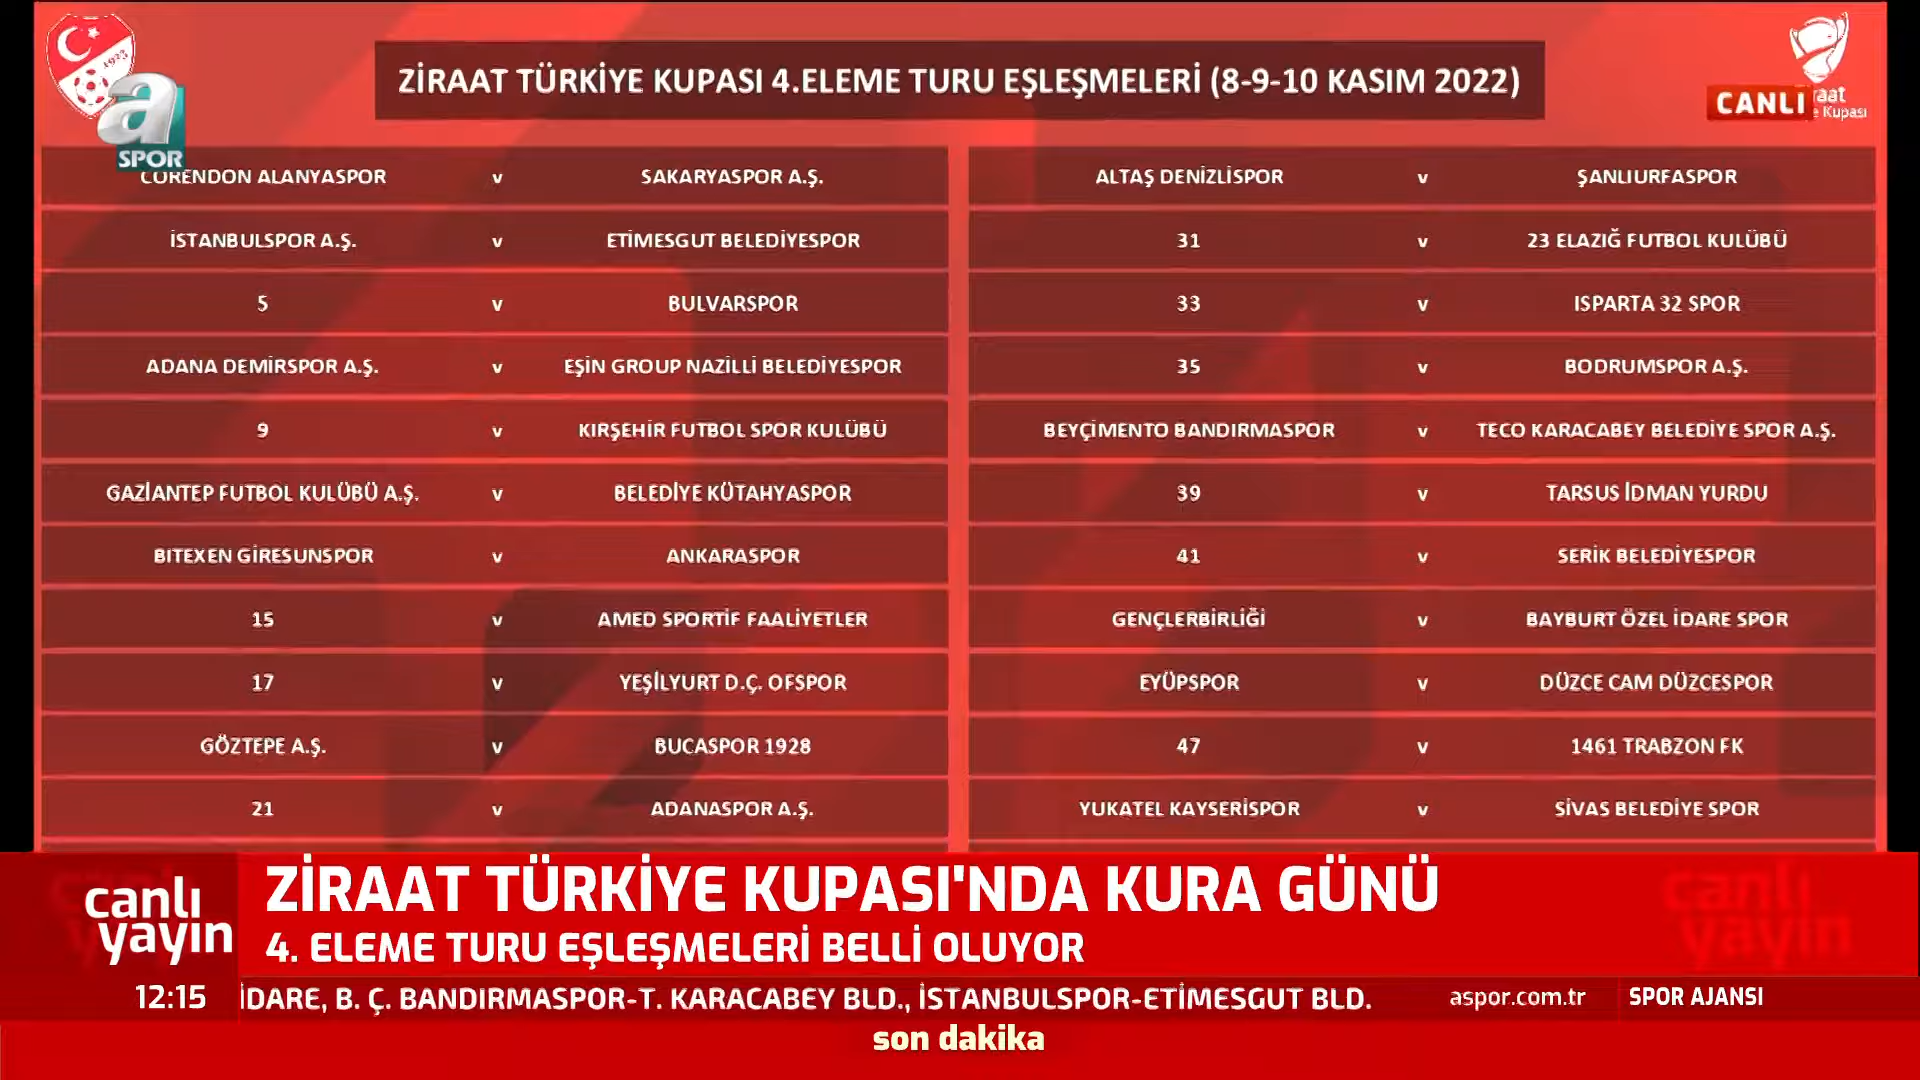 1923
a
SPOR
ZİRAAT TÜRKİYE KUPASI 4.ELEME TURU EŞLEŞMELERİ (8-9-10 KASIM 2022)
CANLI
Kupası
CORENDON ALANYASPOR v SAKARYASPOR A.Ş.
İSTANBULSPOR A.Ş. v ETİMESGUT BELEDİYESPOR
5 v BULVARSPOR
ADANA DEMİRSPOR A.Ş. v EŞİN GROUP NAZİLLİ BELEDİYESPOR
9 v KIRŞEHİR FUTBOL SPOR KULÜBÜ
GAZİANTEP FUTBOL KULÜBÜ A.Ş. v BELEDİYE KÜTAHYASPOR
BITEXEN GİRESUNSPOR v ANKARASPOR
15 v AMED SPORTİF FAALİYETLER
17 v YEŞİLYURT D.Ç. OFSPOR
GÖZTEPE A.Ş. v BUCASPOR 1928
21 v ADANASPOR A.Ş.
ALTAŞ DENİZLİSPOR v ŞANLIURFASPOR
31 v 23 ELAZIĞ FUTBOL KULÜBÜ
33 v ISPARTA 32 SPOR
35 v BODRUMSPOR A.Ş.
BEYÇİMENTO BANDIRMASPOR v TECO KARACABEY BELEDİYE SPOR A.Ş.
39 v TARSUS İDMAN YURDU
41 v SERİK BELEDİYESPOR
GENÇLERBİRLİĞİ v BAYBURT ÖZEL İDARE SPOR
EYÜPSPOR v DÜZCE CAM DÜZCESPOR
47 v 1461 TRABZON FK
YUKATEL KAYSERİSPOR v SİVAS BELEDİYE SPOR
canlı
yayın
ZİRAAT TÜRKİYE KUPASI'NDA KURA GÜNÜ
4. ELEME TURU EŞLEŞMELERİ BELLİ OLUYOR
canlı
yayın
12:15 İDARE, B. Ç. BANDIRMASPOR-T. KARACABEY BLD., İSTANBULSPOR-ETİMESGUT BLD. aspor.com.tr SPOR AJANSI
son dakika